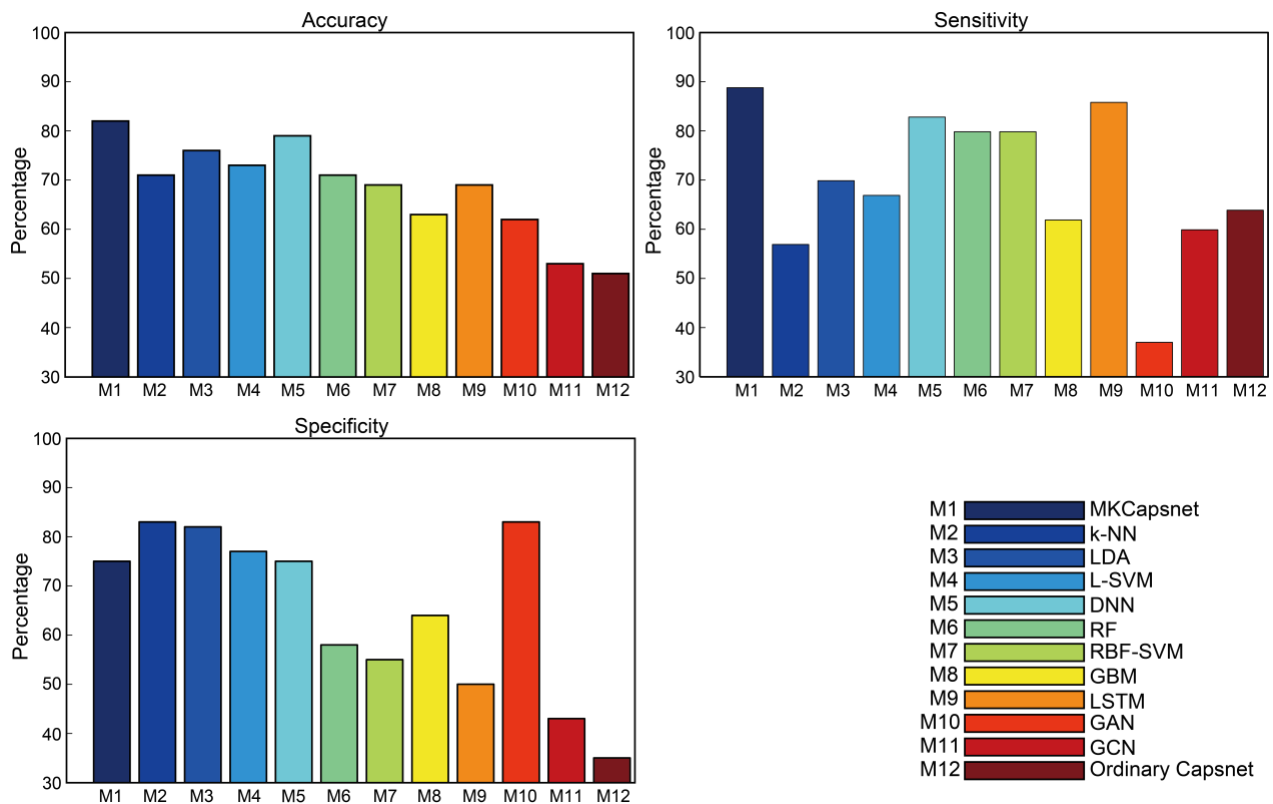 Accuracy
100
90
80
70
60
50
40
30
Percentage
M1 M2 M3 M4 M5 M6 M7 M8 M9 M10 M11 M12
Sensitivity
100
90
80
70
60
50
40
30
Percentage
M1 M2 M3 M4 M5 M6 M7 M8 M9 M10 M11 M12
Specificity
100
90
80
70
60
50
40
30
Percentage
M1 M2 M3 M4 M5 M6 M7 M8 M9 M10 M11 M12
M1 MKCapsnet
M2 k-NN
M3 LDA
M4 L-SVM
M5 DNN
M6 RF
M7 RBF-SVM
M8 GBM
M9 LSTM
M10 GAN
M11 GCN
M12 Ordinary Capsnet